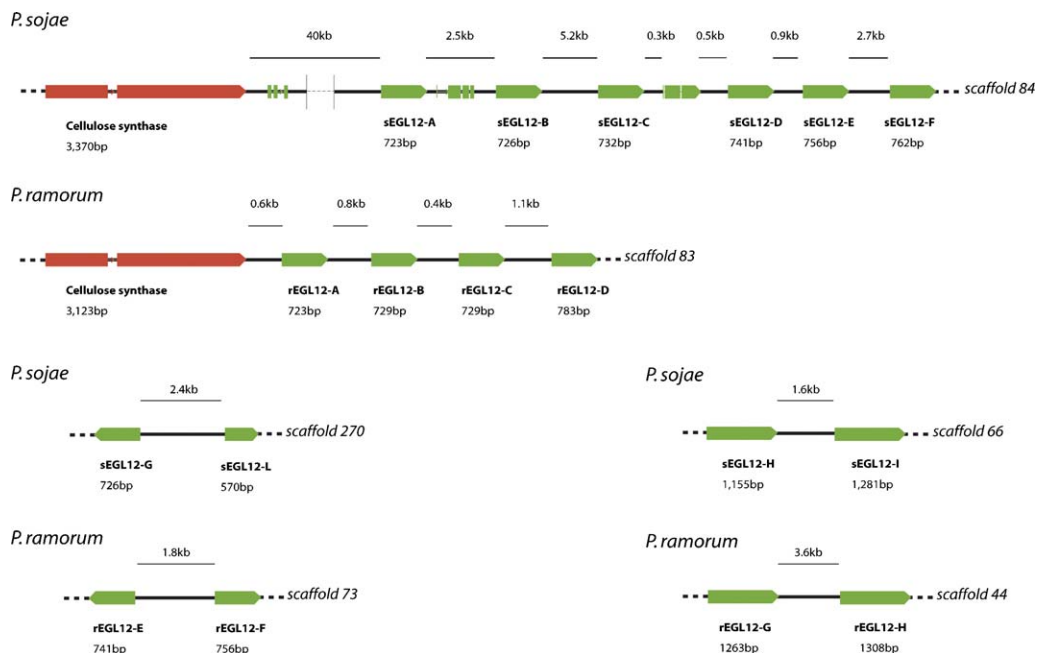 P. sojae
40kb 2.5kb 5.2kb 0.3kb 0.5kb 0.9kb 2.7kb
scaffold 84
Cellulose synthase sEGL12-A sEGL12-B sEGL12-C sEGL12-D sEGL12-E sEGL12-F
3,370bp 723bp 726bp 732bp 741bp 756bp 762bp
P. ramorum
0.6kb 0.8kb 0.4kb 1.1kb
scaffold 83
Cellulose synthase rEGL12-A rEGL12-B rEGL12-C rEGL12-D
3,123bp 723bp 729bp 729bp 783bp
P. sojae
2.4kb
scaffold 270
sEGL12-G sEGL12-L
726bp 570bp
P. sojae
1.6kb
scaffold 66
sEGL12-H sEGL12-I
1,155bp 1,281bp
P. ramorum
1.8kb
scaffold 73
rEGL12-E rEGL12-F
741bp 756bp
P. ramorum
3.6kb
scaffold 44
rEGL12-G rEGL12-H
1263bp 1308bp